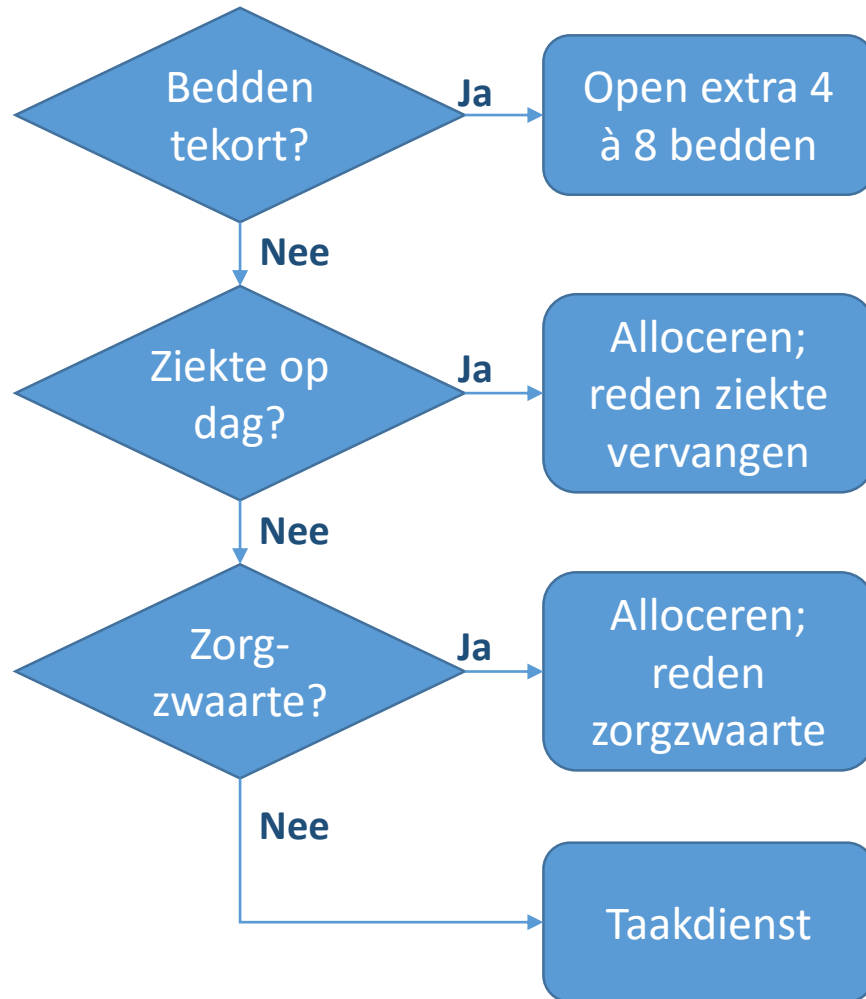 Bedden
tekort?
Ja
Open extra 4
à 8 bedden
Nee
Ziekte op
dag?
Ja
Alloceren;
reden ziekte
vervangen
Nee
Zorg-
zwaarte?
Ja
Alloceren;
reden
zorgzwaarte
Nee
Taakdienst